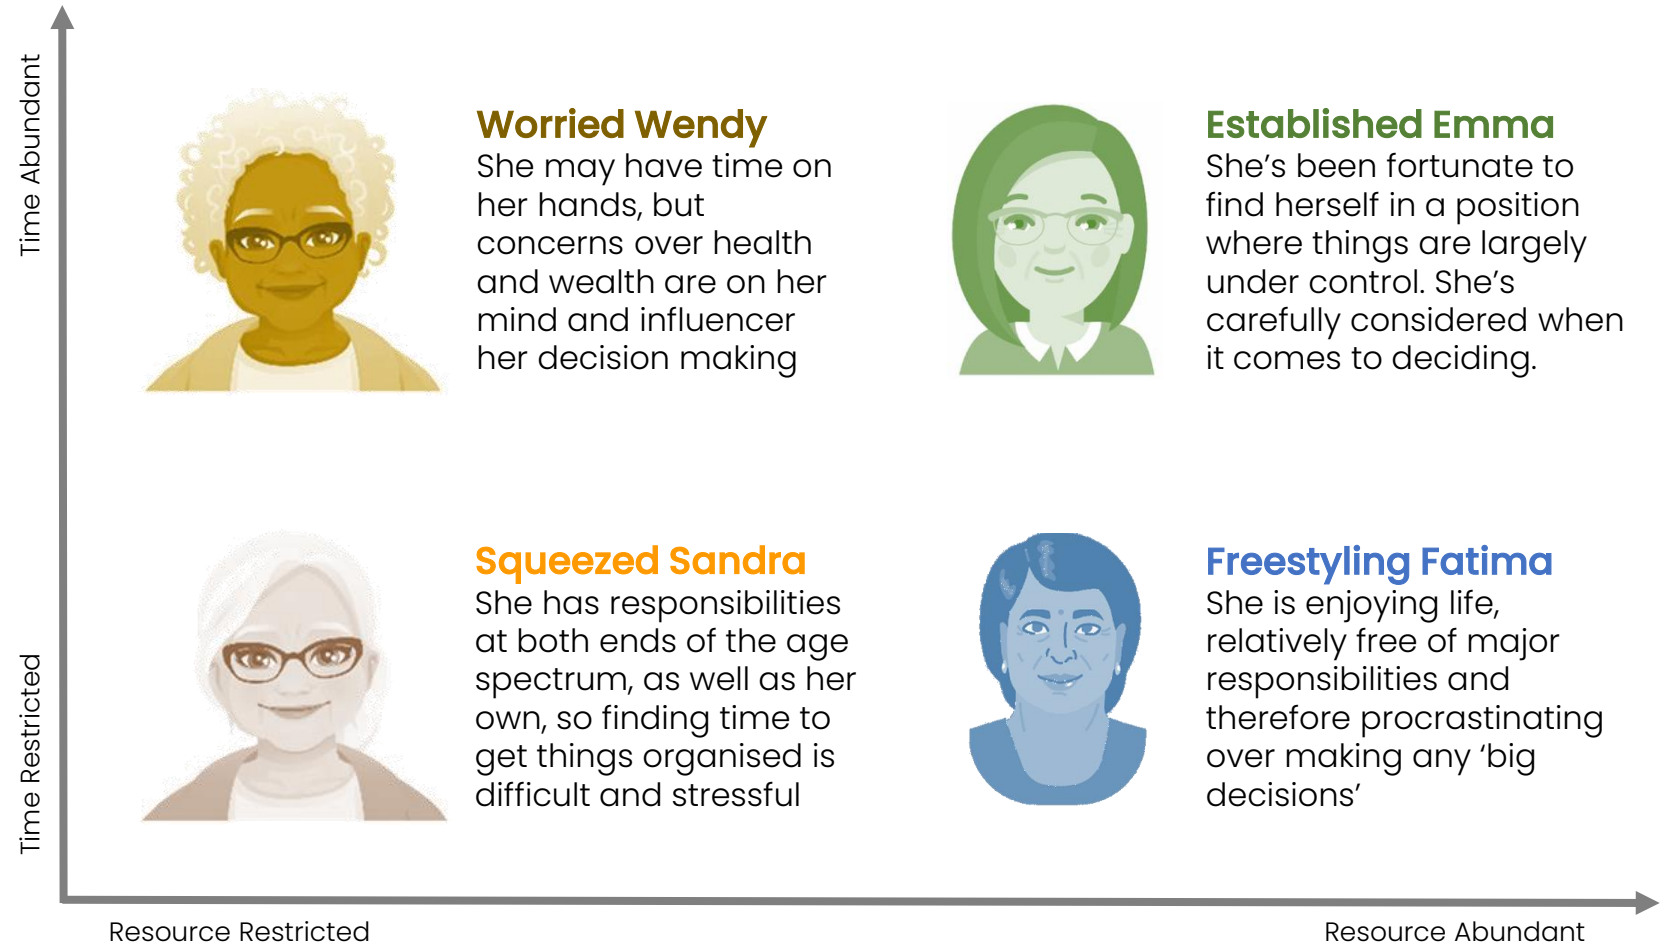 Time Abundant
Worried Wendy
She may have time on
her hands, but
concerns over health
and wealth are on her
mind and influencer
her decision making
Established Emma
She’s been fortunate to
find herself in a position
where things are largely
under control. She’s
carefully considered when
it comes to deciding.
Time Restricted
Squeezed Sandra
She has responsibilities
at both ends of the age
spectrum, as well as her
own, so finding time to
get things organised is
difficult and stressful
Freestyling Fatima
She is enjoying life,
relatively free of major
responsibilities and
therefore procrastinating
over making any ‘big
decisions’
Resource Restricted
Resource Abundant